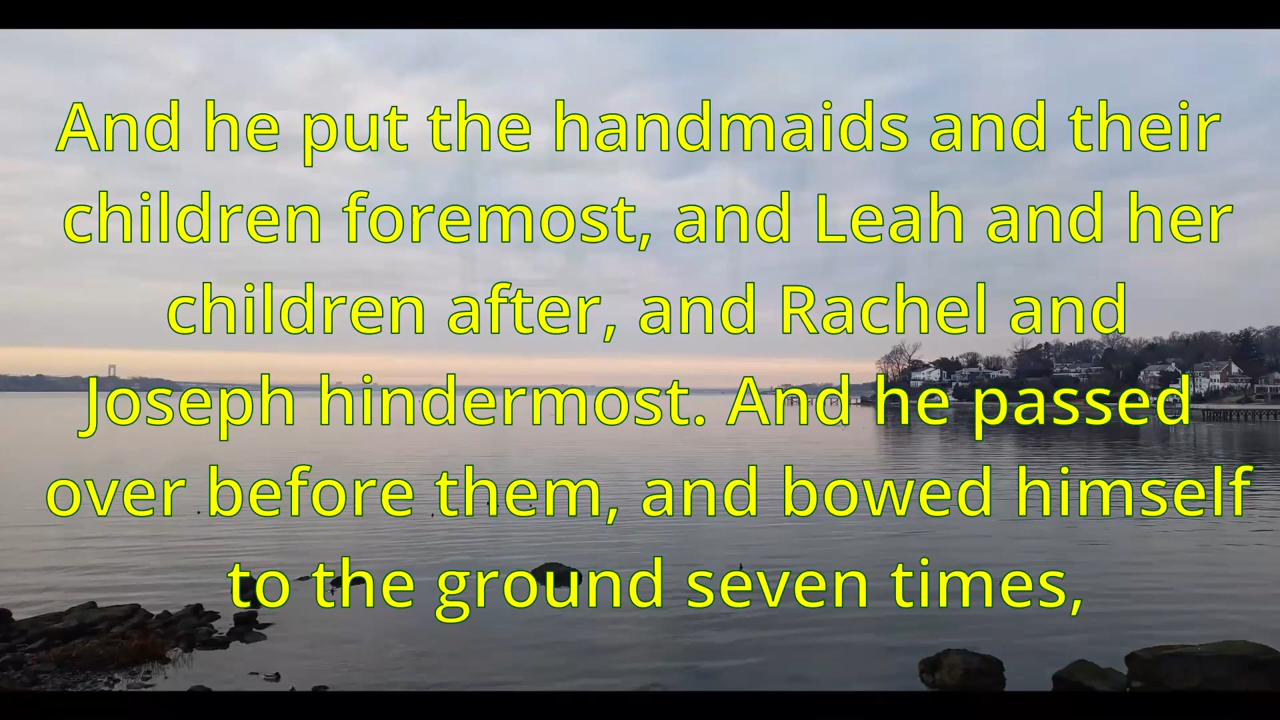 And he put the handmaids and their
children foremost, and Leah and her
children after, and Rachel and
Joseph hindermost. And he passed
over before them, and bowed himself
to the ground seven times,